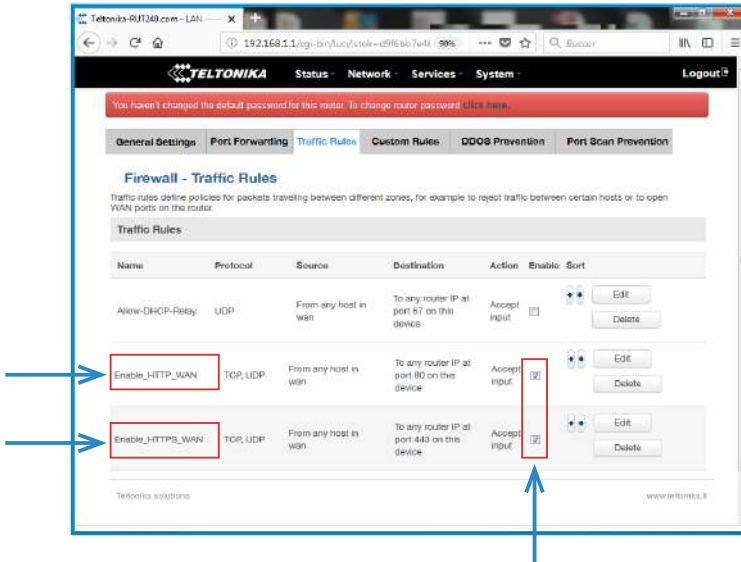 Teltonika-RUT240.com - LAN
192.168.1.1/cgi-bin/luci/;stok=d9f6bb7e4
90%
Buscar
TELTONIKA
Status
Network
Services
System
Logout
You haven't changed the default password for this router. To change router password click here.
General Settings
Port Forwarding
Traffic Rules
Custom Rules
DDOS Prevention
Port Scan Prevention
Firewall - Traffic Rules
Traffic rules define policies for packets traveling between different zones, for example to reject traffic between certain hosts or to open
WAN ports on the router.
Traffic Rules
Name Protocol Source Destination Action Enable Sort
Allow-DHCP-Relay UDP
From any host in
wan
To any router IP at
port 67 on this
device
Accept
input
Edit
Delete
Enable_HTTP_WAN TCP, UDP
From any host in
wan
To any router IP at
port 80 on this
device
Accept
input
Edit
Delete
Enable_HTTPS_WAN TCP, UDP
From any host in
wan
To any router IP at
port 443 on this
device
Accept
input
Edit
Delete
Teltonika solutions
www.teltonika.lt